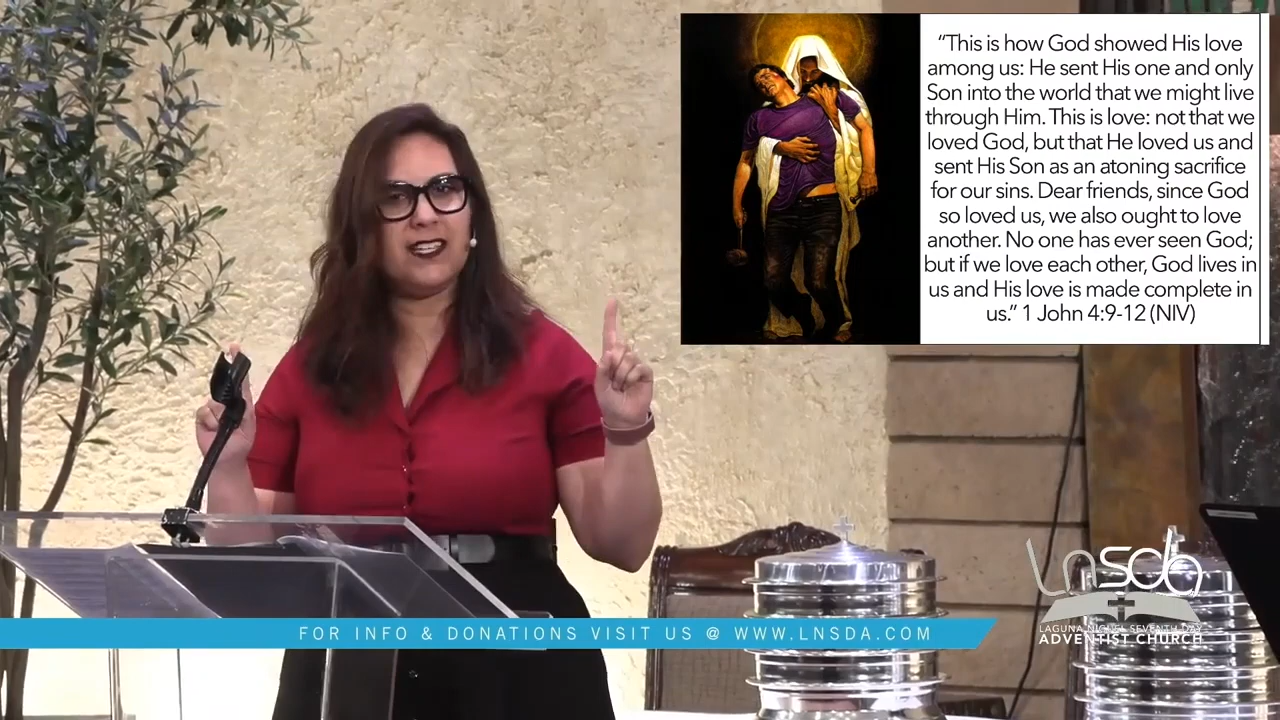 “This is how God showed His love
among us: He sent His one and only
Son into the world that we might live
through Him. This is love: not that we
loved God, but that He loved us and
sent His Son as an atoning sacrifice
for our sins. Dear friends, since God
so loved us, we also ought to love
another. No one has ever seen God;
but if we love each other, God lives in
us and His love is made complete in
us.” 1 John 4:9-12 (NIV)
FOR INFO & DONATIONS VISIT US @ WWW.LNSDA.COM
Lnsda
LAGUNA NIGUEL SEVENTH DAY
ADVENTIST CHURCH